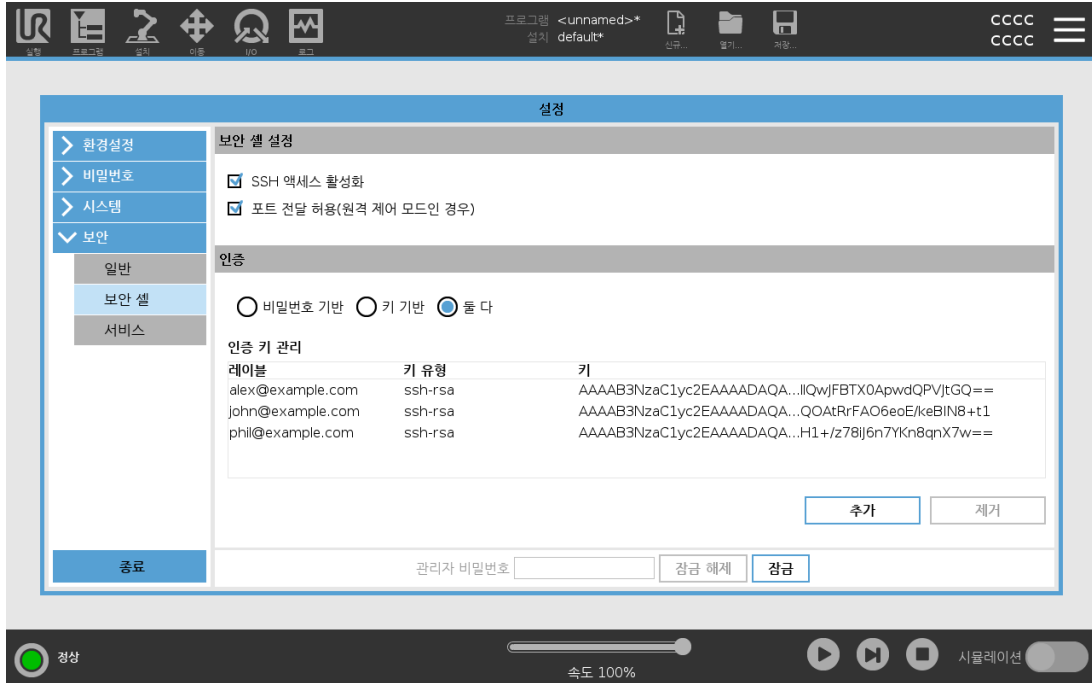 UR
실행 프로그램 설치 이동 I/O 로그
프로그램 <unnamed>*
설치 default*
신규... 열기... 저장...
CCCC
CCCC
설정
환경설정
비밀번호
시스템
보안
일반
보안 셸
서비스
종료
보안 셸 설정
SSH 액세스 활성화
포트 전달 허용(원격 제어 모드인 경우)
인증
비밀번호 기반 키 기반 둘 다
인증 키 관리
레이블 키 유형 키
alex@example.com ssh-rsa AAAAB3NzaC1yc2EAAAADAQA...IlQwJFBTX0ApwdQPVJtGQ==
john@example.com ssh-rsa AAAAB3NzaC1yc2EAAAADAQA...QOAtRrFAO6eoE/keBIN8+t1
phil@example.com ssh-rsa AAAAB3NzaC1yc2EAAAADAQA...H1+/z78iJ6n7YKn8qnX7w==
추가 제거
관리자 비밀번호 잠금 해제 잠금
정상
속도 100%
시뮬레이션